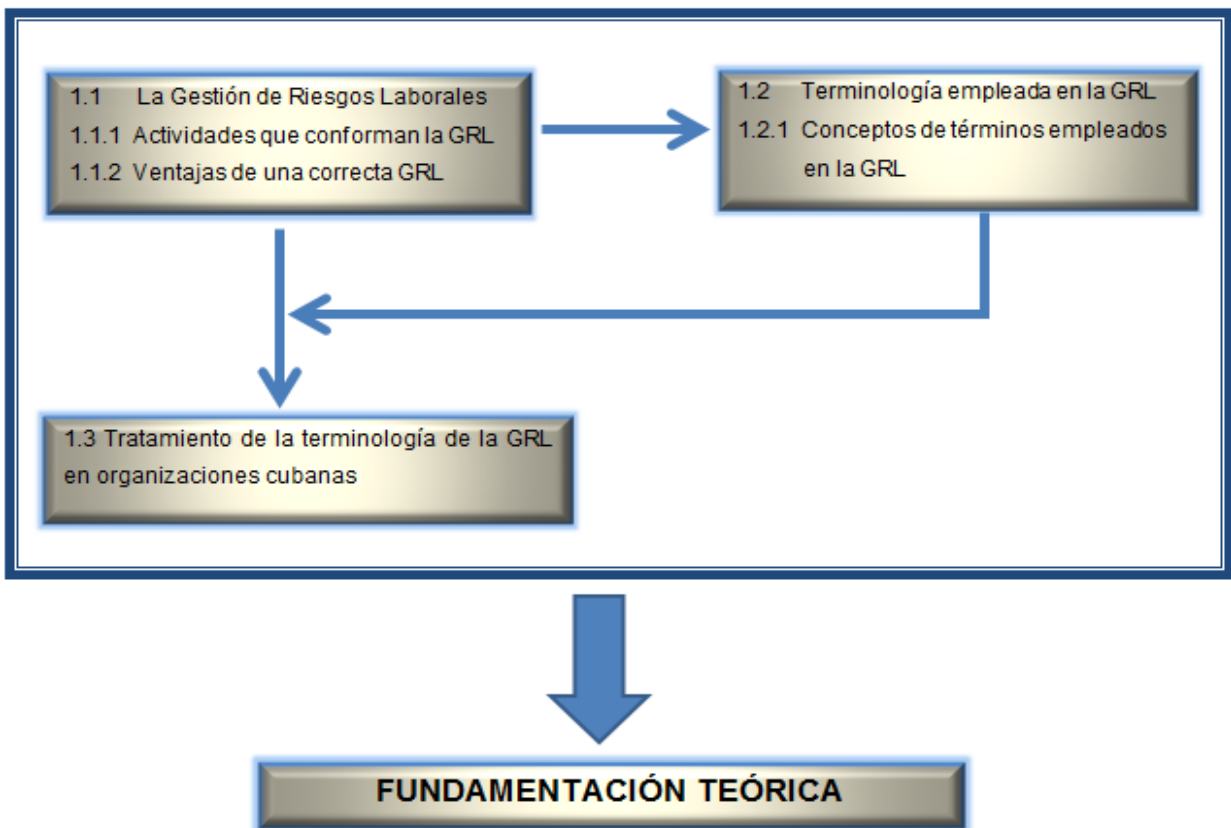 1.1 La Gestión de Riesgos Laborales
1.1.1 Actividades que conforman la GRL
1.1.2 Ventajas de una correcta GRL
1.2 Terminología empleada en la GRL
1.2.1 Conceptos de términos empleados
en la GRL
1.3 Tratamiento de la terminología de la GRL
en organizaciones cubanas
FUNDAMENTACIÓN TEÓRICA